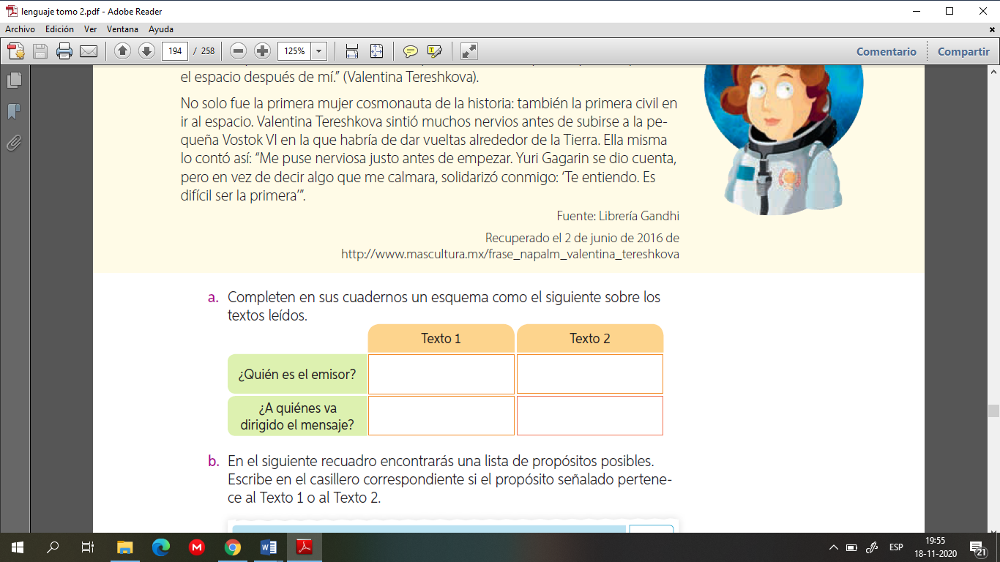 lenguaje tomo 2.pdf - Adobe Reader
Archivo Edición Ver Ventana Ayuda
194 / 258 125% Comentario Compartir
el espacio después de mí.” (Valentina Tereshkova).
No solo fue la primera mujer cosmonauta de la historia: también la primera civil en
ir al espacio. Valentina Tereshkova sintió muchos nervios antes de subirse a la pe-
queña Vostok VI en la que habría de dar vueltas alrededor de la Tierra. Ella misma
lo contó así: “Me puse nerviosa justo antes de empezar. Yuri Gagarin se dio cuenta,
pero en vez de decir algo que me calmara, solidarizó conmigo: ‘Te entiendo. Es
difícil ser la primera’”.
Fuente: Librería Gandhi
Recuperado el 2 de junio de 2016 de
http://www.mascultura.mx/frase_napalm_valentina_tereshkova
a. Completen en sus cuadernos un esquema como el siguiente sobre los
textos leídos.
Texto 1 Texto 2
¿Quién es el emisor?
¿A quiénes va
dirigido el mensaje?
b. En el siguiente recuadro encontrarás una lista de propósitos posibles.
Escribe en el casillero correspondiente si el propósito señalado pertene-
ce al Texto 1 o al Texto 2.
ESP
19:55
18-11-2020
21